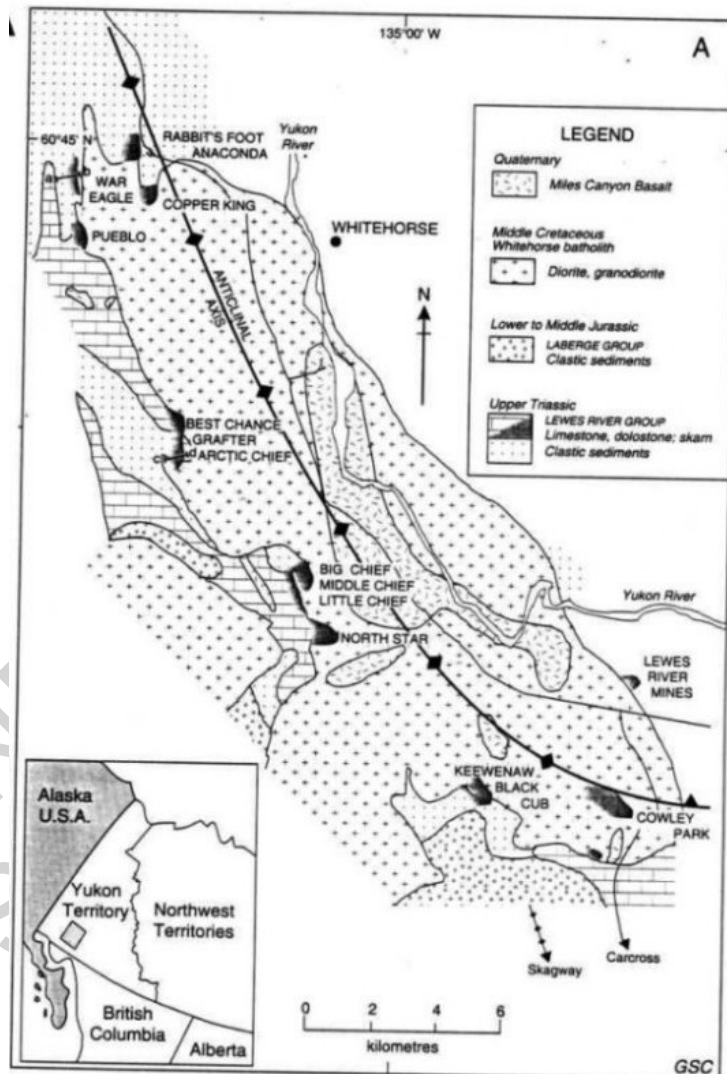 135°00' W
A
60°45' N
RABBIT'S FOOT
ANACONDA
Yukon
River
WAR
EAGLE
a
b
COPPER KING
PUEBLO
WHITEHORSE
N
ANTICLINAL
AXIS
BEST CHANCE
GRAFTER
ARCTIC CHIEF
d
BIG CHIEF
MIDDLE CHIEF
LITTLE CHIEF
NORTH STAR
Yukon River
LEWES
RIVER
MINES
KEEWENAW
BLACK
CUB
COWLEY
PARK
Skagway
Carcross
LEGEND
Quaternary
Miles Canyon Basalt
Middle Cretaceous
Whitehorse batholith
Diorite, granodiorite
Lower to Middle Jurassic
LABERGE GROUP
Clastic sediments
Upper Triassic
LEWES RIVER GROUP
Limestone, dolostone; skarn
Clastic sediments
Alaska
U.S.A.
Yukon
Territory
Northwest
Territories
British
Columbia
Alberta
0 2 4 6
kilometres
GSC